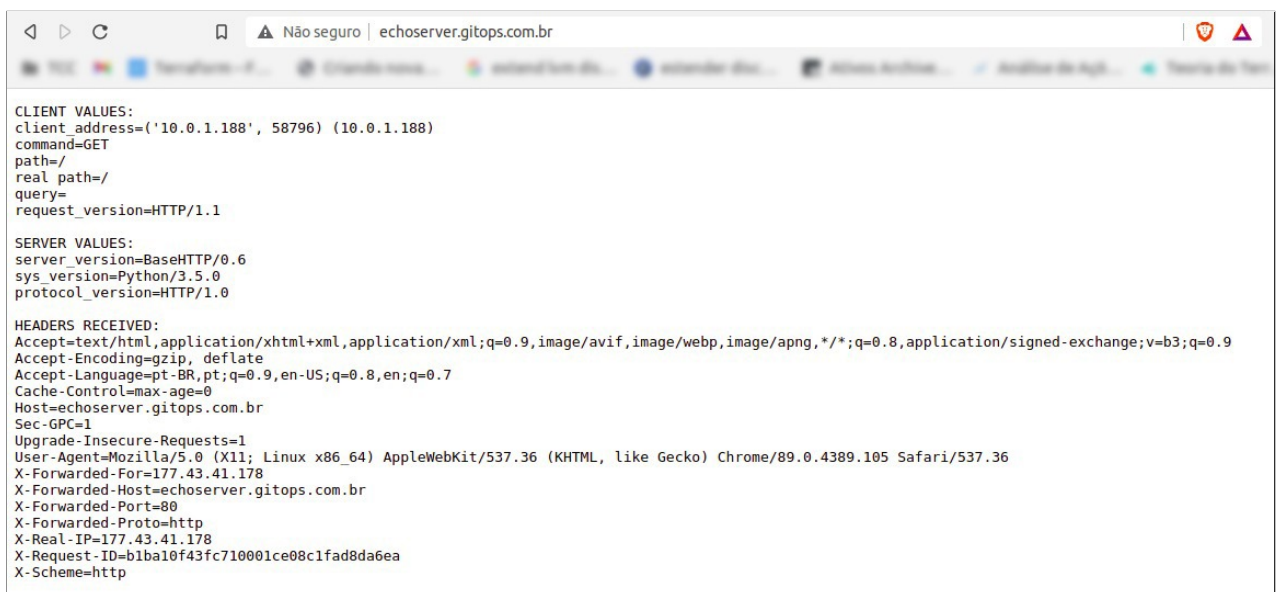 Não seguro echoserver.gitops.com.br
CLIENT VALUES:
client_address=('10.0.1.188', 58796) (10.0.1.188)
command=GET
path=/
real path=/
query=
request_version=HTTP/1.1
SERVER VALUES:
server_version=BaseHTTP/0.6
sys_version=Python/3.5.0
protocol_version=HTTP/1.0
HEADERS RECEIVED:
Accept=text/html,application/xhtml+xml,application/xml;q=0.9,image/avif,image/webp,image/apng,*/*;q=0.8,application/signed-exchange;v=b3;q=0.9
Accept-Encoding=gzip, deflate
Accept-Language=pt-BR,pt;q=0.9,en-US;q=0.8,en;q=0.7
Cache-Control=max-age=0
Host=echoserver.gitops.com.br
Sec-GPC=1
Upgrade-Insecure-Requests=1
User-Agent=Mozilla/5.0 (X11; Linux x86_64) AppleWebKit/537.36 (KHTML, like Gecko) Chrome/89.0.4389.105 Safari/537.36
X-Forwarded-For=177.43.41.178
X-Forwarded-Host=echoserver.gitops.com.br
X-Forwarded-Port=80
X-Forwarded-Proto=http
X-Real-IP=177.43.41.178
X-Request-ID=b1ba10f43fc710001ce08c1fad8da6ea
X-Scheme=http